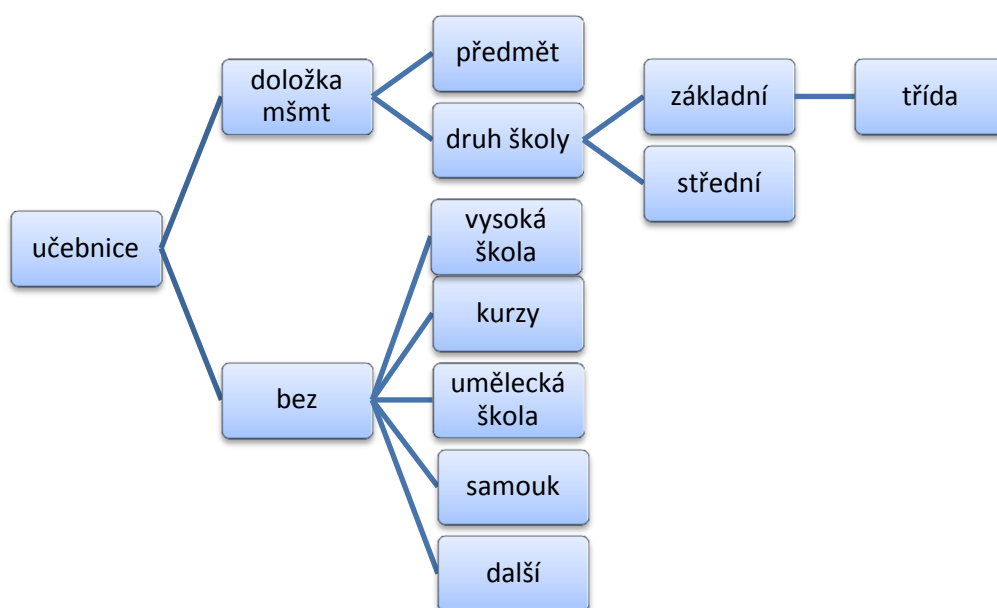 učebnice
doložka
mšmt
předmět
druh školy
základní
třída
střední
bez
vysoká
škola
kurzy
umělecká
škola
samouk
další